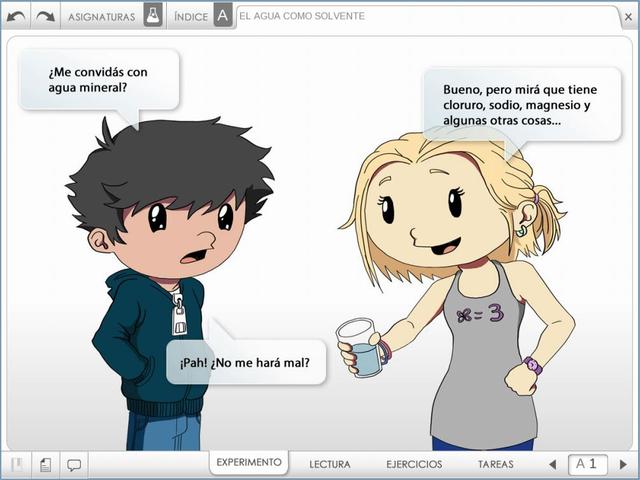 ASIGNATURAS
ÍNDICE A
EL AGUA COMO SOLVENTE
¿Me convidás con
agua mineral?
Bueno, pero mirá que tiene
cloruro, sodio, magnesio y
algunas otras cosas...
¡Pah! ¿No me hará mal?
= 3
EXPERIMENTO
LECTURA
EJERCICIOS
TAREAS
A 1